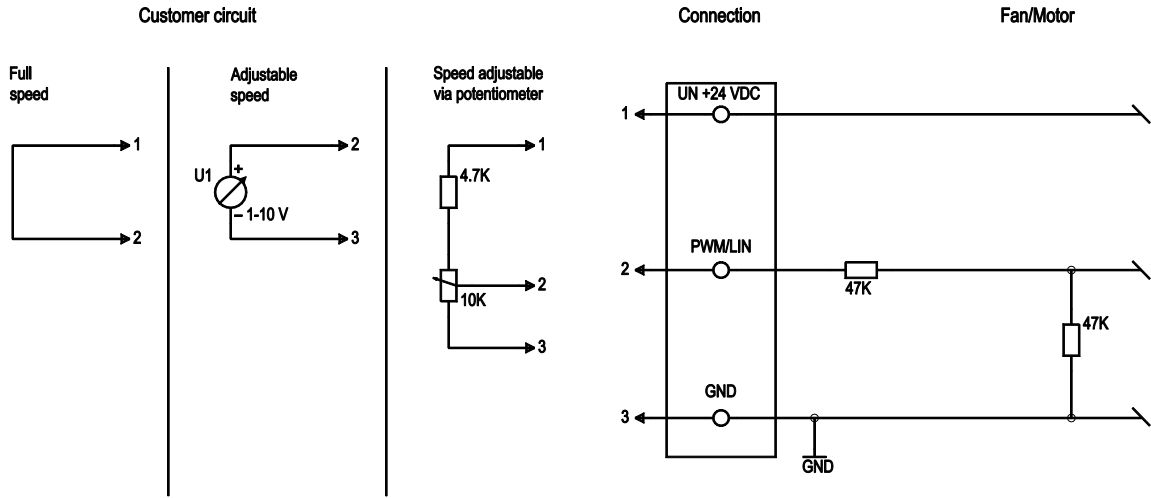 Customer circuit
Connection
Fan/Motor
Full
speed
1
2
Adjustable
speed
U1
+
– 1-10 V
2
3
Speed adjustable
via potentiometer
1
4.7K
2
10K
3
UN +24 VDC
1
PWM/LIN
2
47K
47K
GND
3
GND